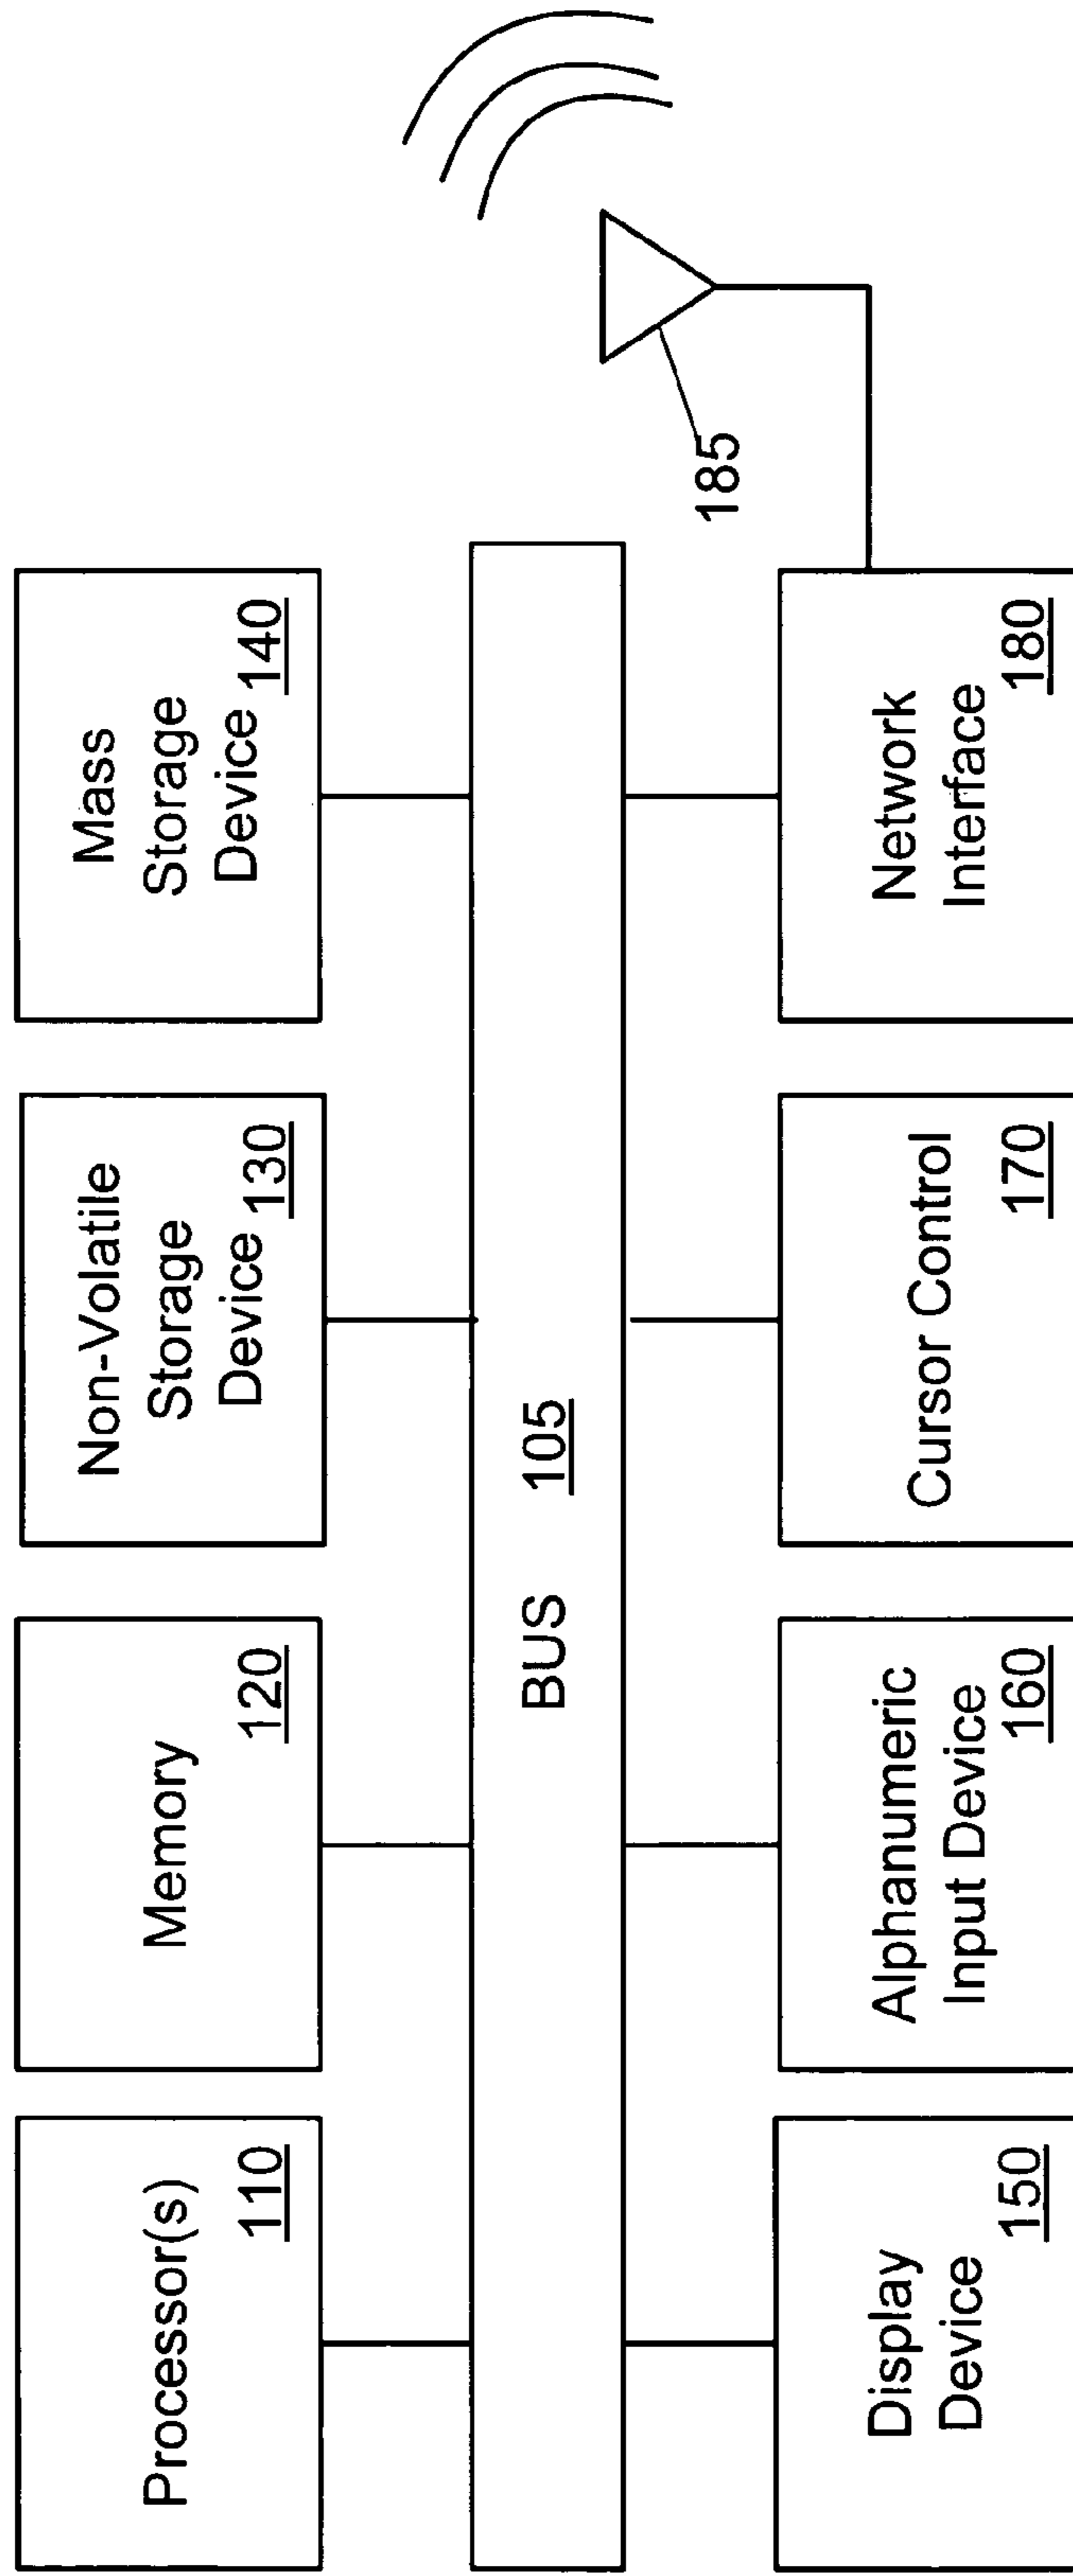 Processor(s)
110
Memory
120
Non-Volatile
Storage
Device 130
Mass
Storage
Device 140
BUS 105
185
Display
Device 150
Alphanumeric
Input Device
160
Cursor Control
170
Network
Interface
180